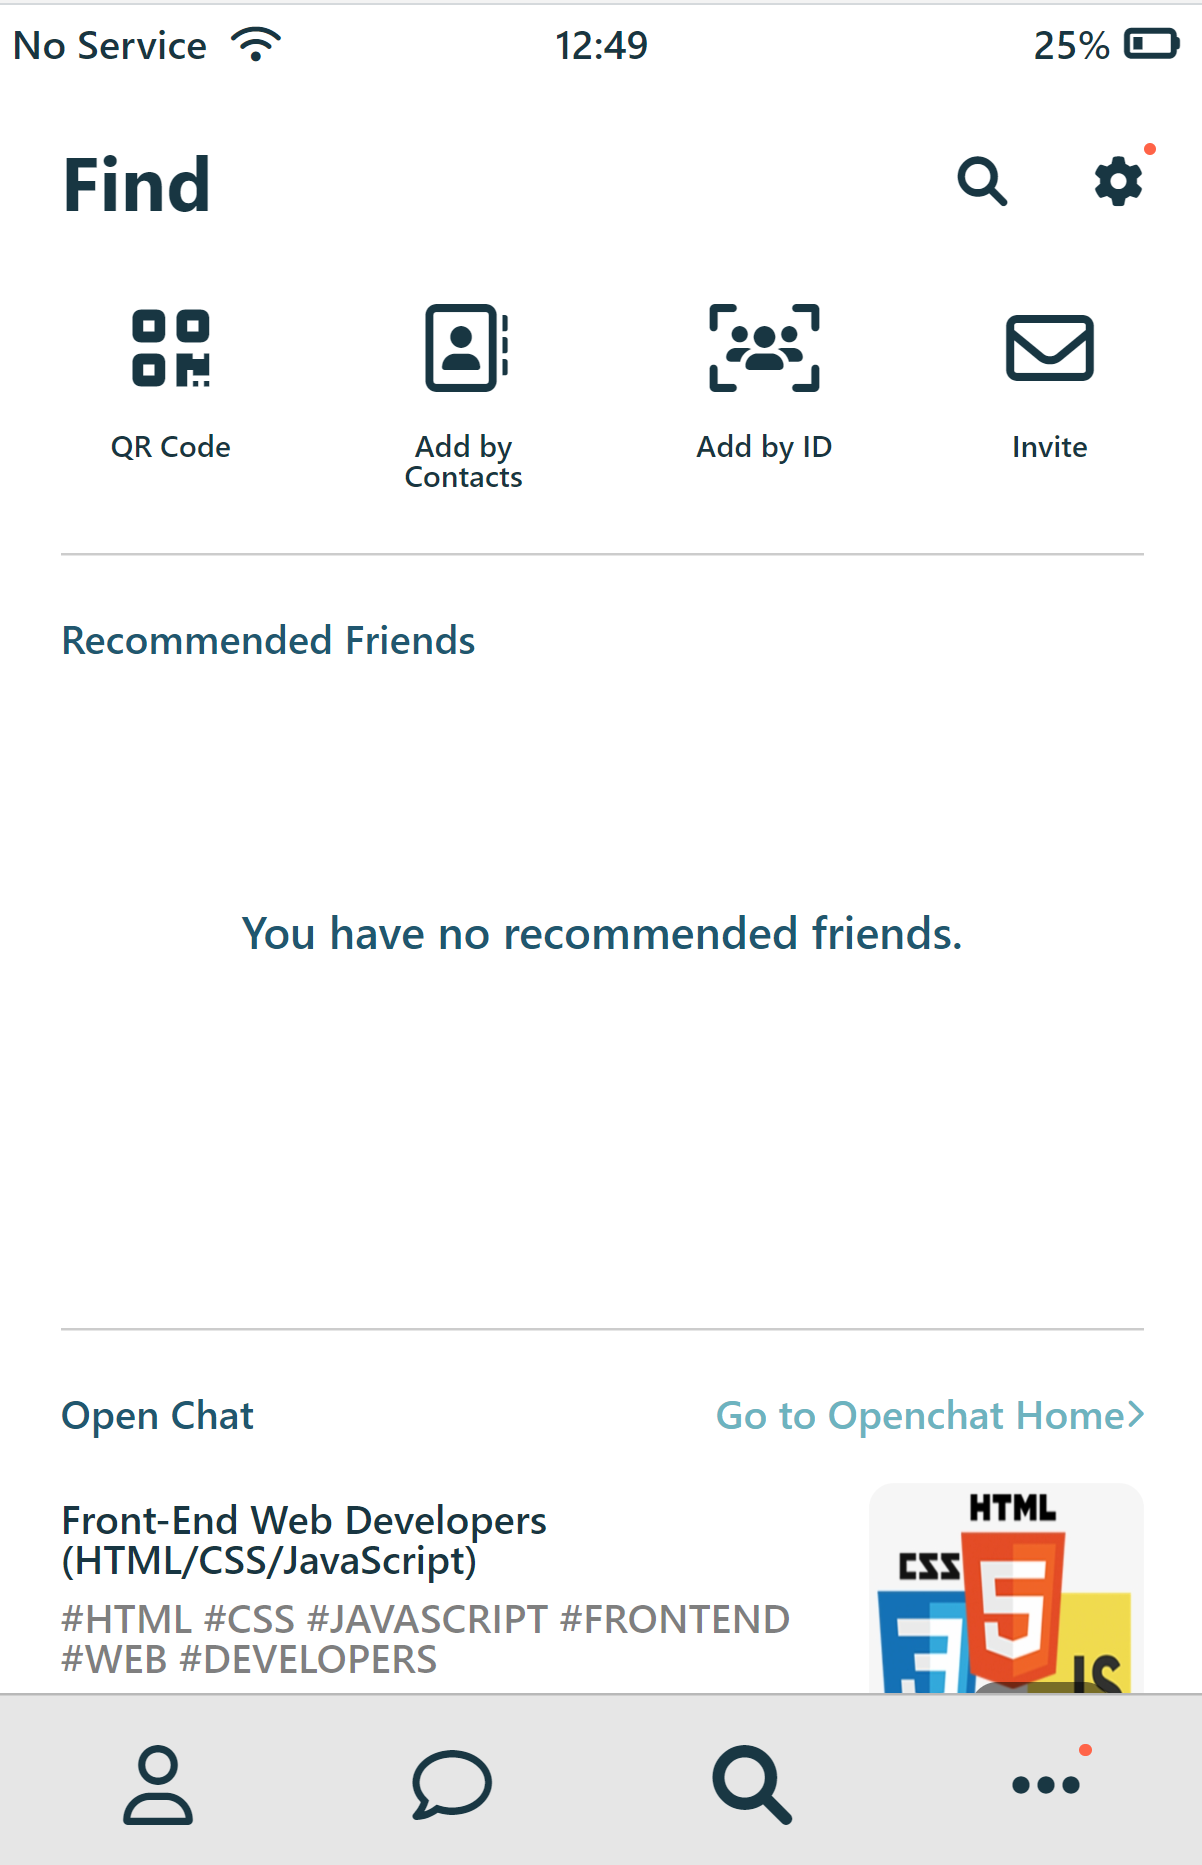 No Service 12:49 25%
Find
QR Code
Add by
Contacts
Add by ID
Invite
Recommended Friends
You have no recommended friends.
Open Chat
Go to Openchat Home
Front-End Web Developers
(HTML/CSS/JavaScript)
#HTML #CSS #JAVASCRIPT #FRONTEND
#WEB #DEVELOPERS
HTML
CSS
5
3
JS